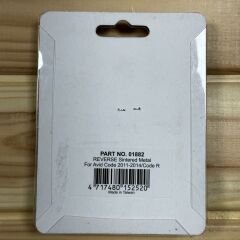 PART NO. 01882
REVERSE Sintered Metal
For Avid Code 2011-2014/Code R
4 717480 152520
Made in Taiwan